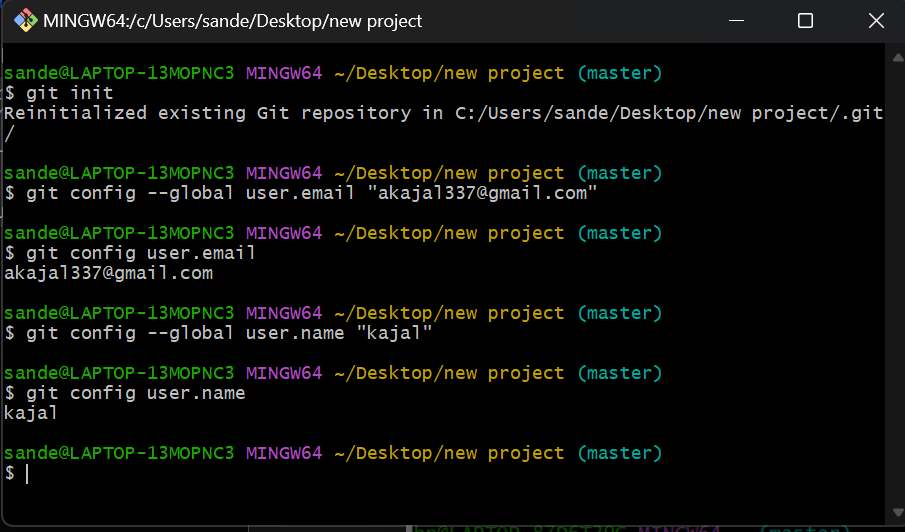 MINGW64:/c/Users/sande/Desktop/new project
sande@LAPTOP-13MOPNC3 MINGW64 ~/Desktop/new project (master)
$ git init
Reinitialized existing Git repository in C:/Users/sande/Desktop/new project/.git
/
sande@LAPTOP-13MOPNC3 MINGW64 ~/Desktop/new project (master)
$ git config --global user.email "akajal337@gmail.com"
sande@LAPTOP-13MOPNC3 MINGW64 ~/Desktop/new project (master)
$ git config user.email
akajal337@gmail.com
sande@LAPTOP-13MOPNC3 MINGW64 ~/Desktop/new project (master)
$ git config --global user.name "kajal"
sande@LAPTOP-13MOPNC3 MINGW64 ~/Desktop/new project (master)
$ git config user.name
kajal
sande@LAPTOP-13MOPNC3 MINGW64 ~/Desktop/new project (master)
$
MINGW64 (master)